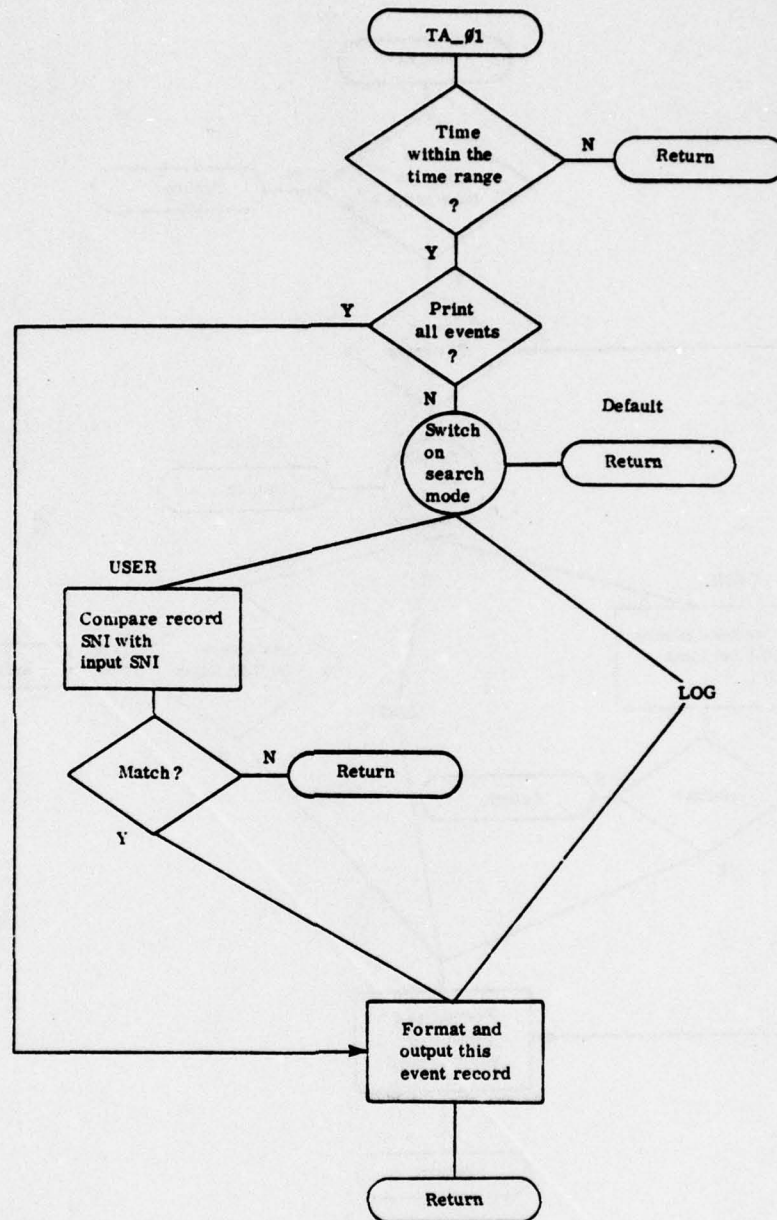 TA_Ø1
Time
within the
time range
?
N
Return
Y
Y
Print
all events
?
N
Default
Switch
on
search
mode
Return
USER
Compare record
SNI with
input SNI
LOG
Match?
N
Return
Y
Format and
output this
event record
Return